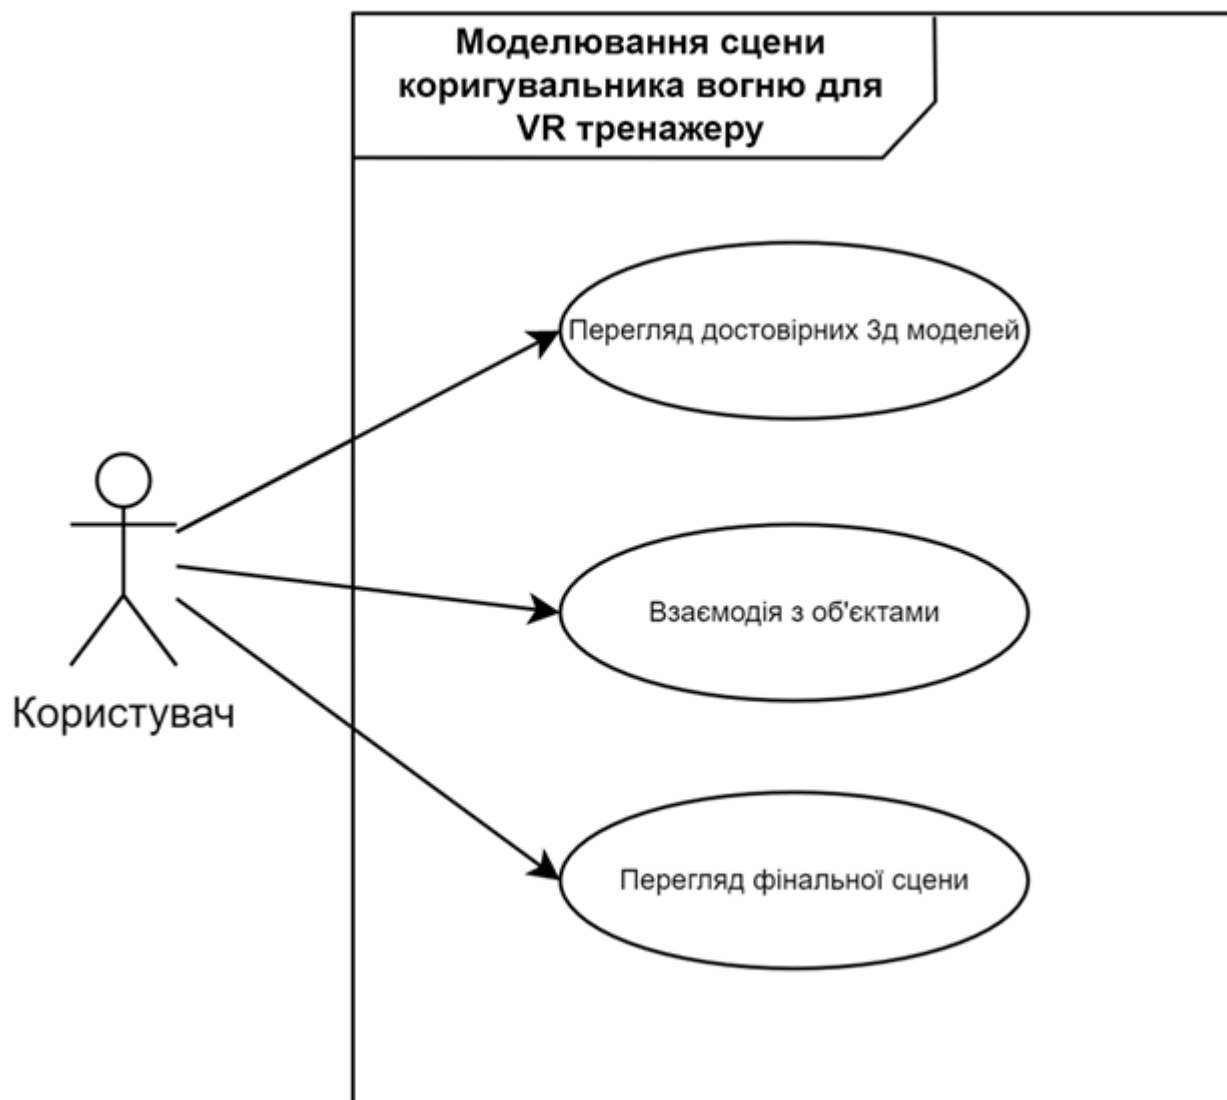 Моделювання сцени
коригувальника вогню для
VR тренажеру
Перегляд достовірних 3д моделей
Взаємодія з об'єктами
Користувач
Перегляд фінальної сцени